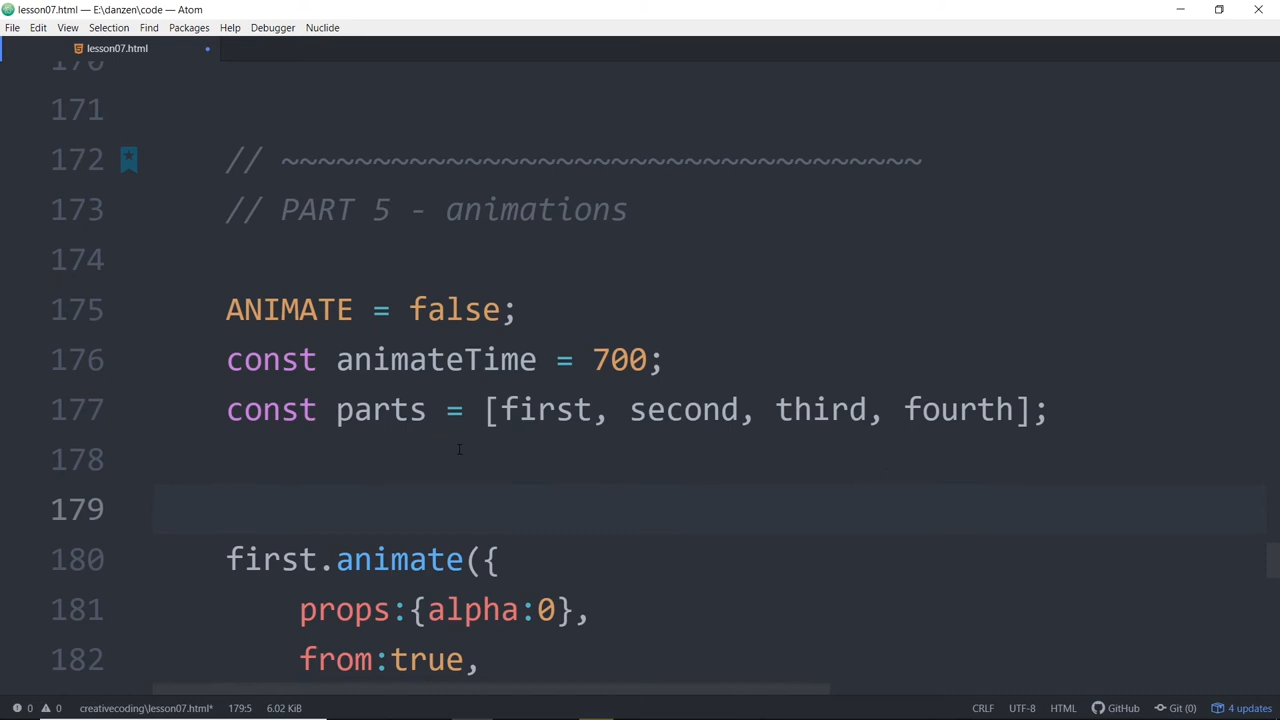 lesson07.html — E:\danzen\code — Atom
File Edit View Selection Find Packages Help Debugger Nuclide
lesson07.html
170
171
172 // ~~~~~~~~~~~~~~~~~~~~~~~~~~~~~~~~~~~
173 // PART 5 - animations
174
175 ANIMATE = false;
176 const animateTime = 700;
177 const parts = [first, second, third, fourth];
178
179
180 first.animate({
181 props:{alpha:0},
182 from:true,
0 0 creativecoding\lesson07.html* 179:5 6.02 KiB CRLF UTF-8 HTML GitHub Git (0) 4 updates